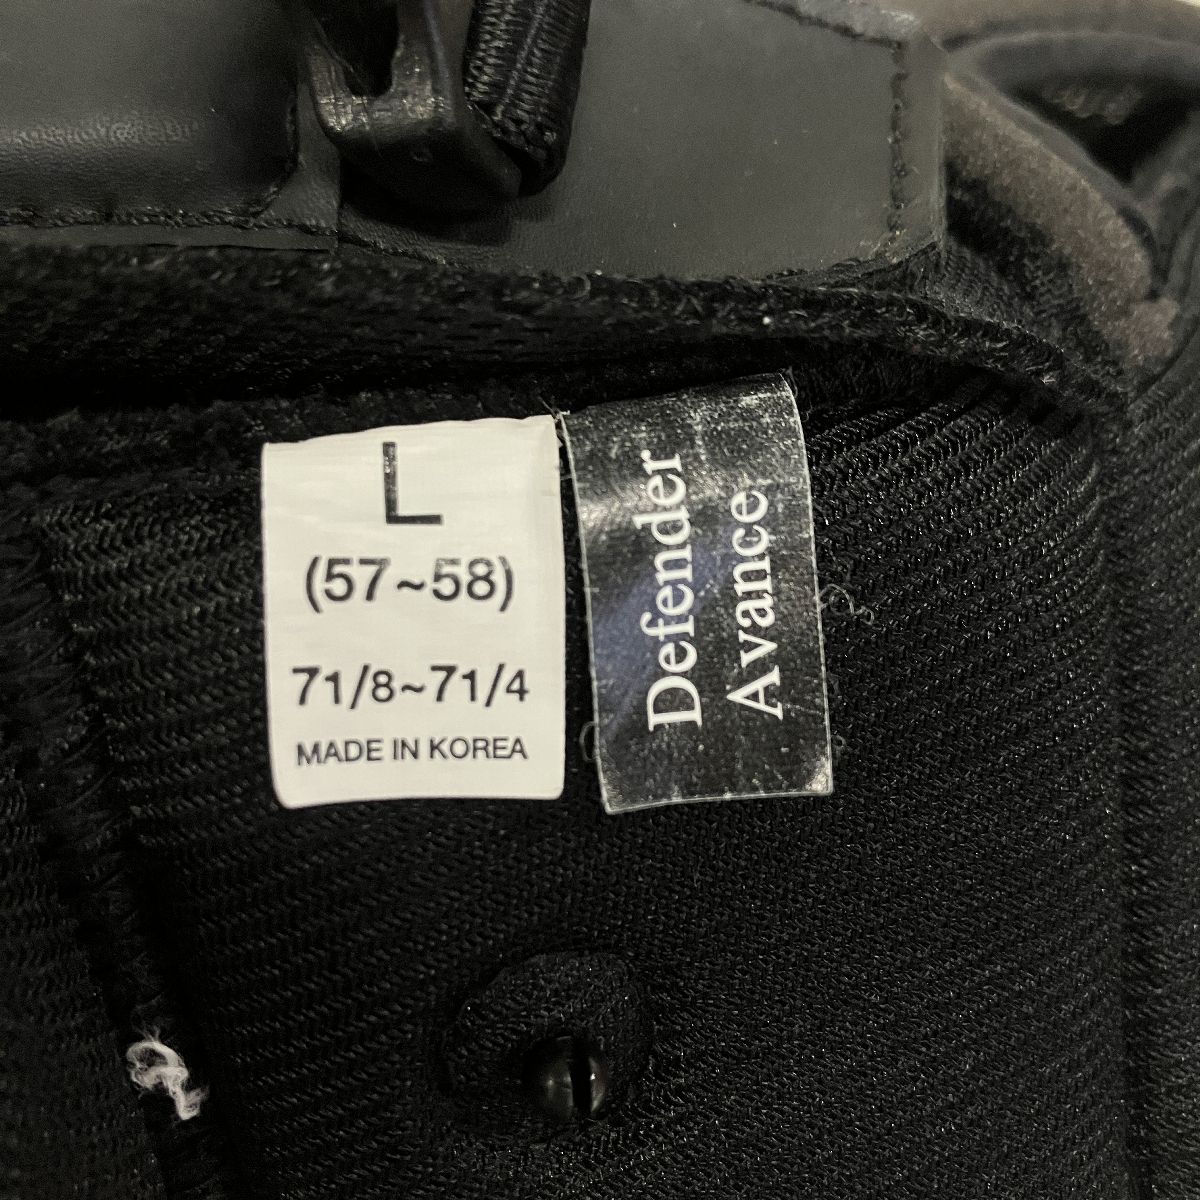 L
(57~58)
71/8~71/4
MADE IN KOREA
Defender
Avance